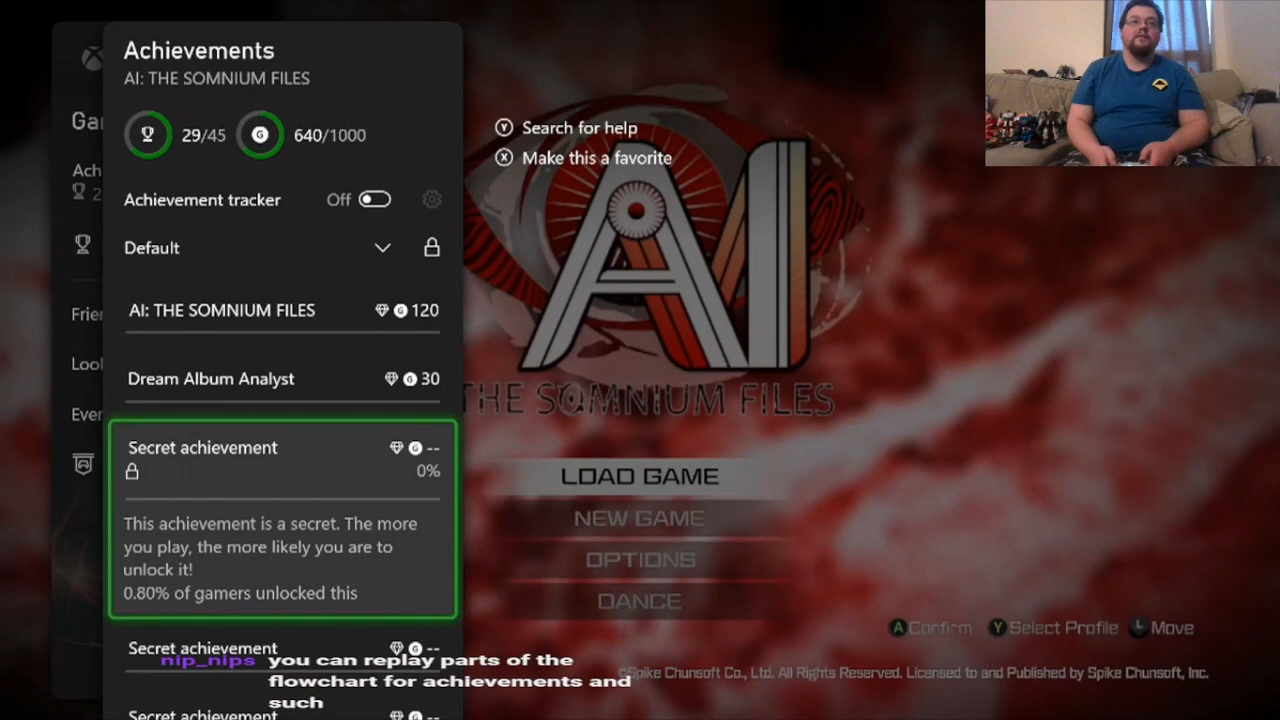 Achievements
AI: THE SOMNIUM FILES
29/45
G
640/1000
Achievement tracker
Off
Default
AI: THE SOMNIUM FILES
G 120
Dream Album Analyst
G 30
Secret achievement
G --
0%
This achievement is a secret. The more
you play, the more likely you are to
unlock it!
0.80% of gamers unlocked this
Secret achievement
G --
Secret achievement
G --
nip_nips you can replay parts of the
flowchart for achievements and
such
Gar
Ach
2
Frier
Lool
Ever
Y Search for help
X Make this a favorite
AI
THE SOMNIUM FILES
LOAD GAME
NEW GAME
OPTIONS
DANCE
A Confirm Y Select Profile L Move
©Spike Chunsoft Co., Ltd. All Rights Reserved. Licensed to and Published by Spike Chunsoft, Inc.